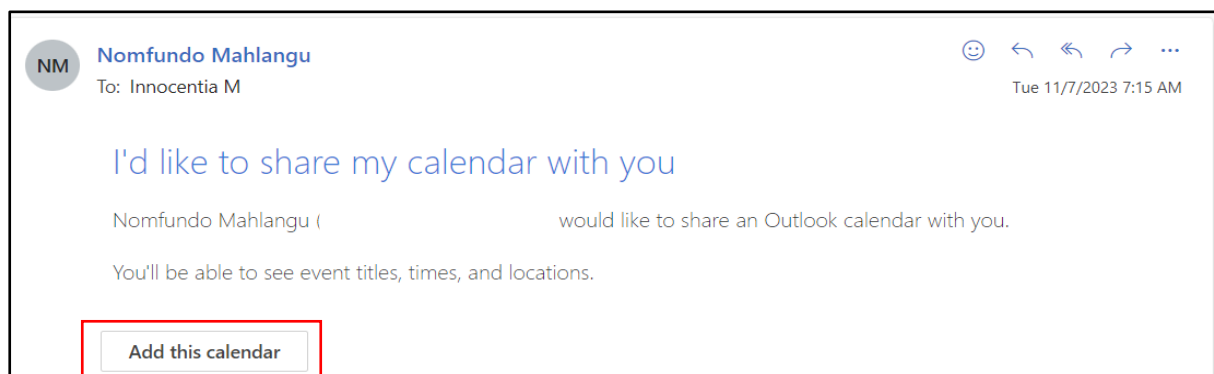 NM
Nomfundo Mahlangu
To: Innocentia M
Tue 11/7/2023 7:15 AM
I'd like to share my calendar with you
Nomfundo Mahlangu ( would like to share an Outlook calendar with you.
You'll be able to see event titles, times, and locations.
Add this calendar